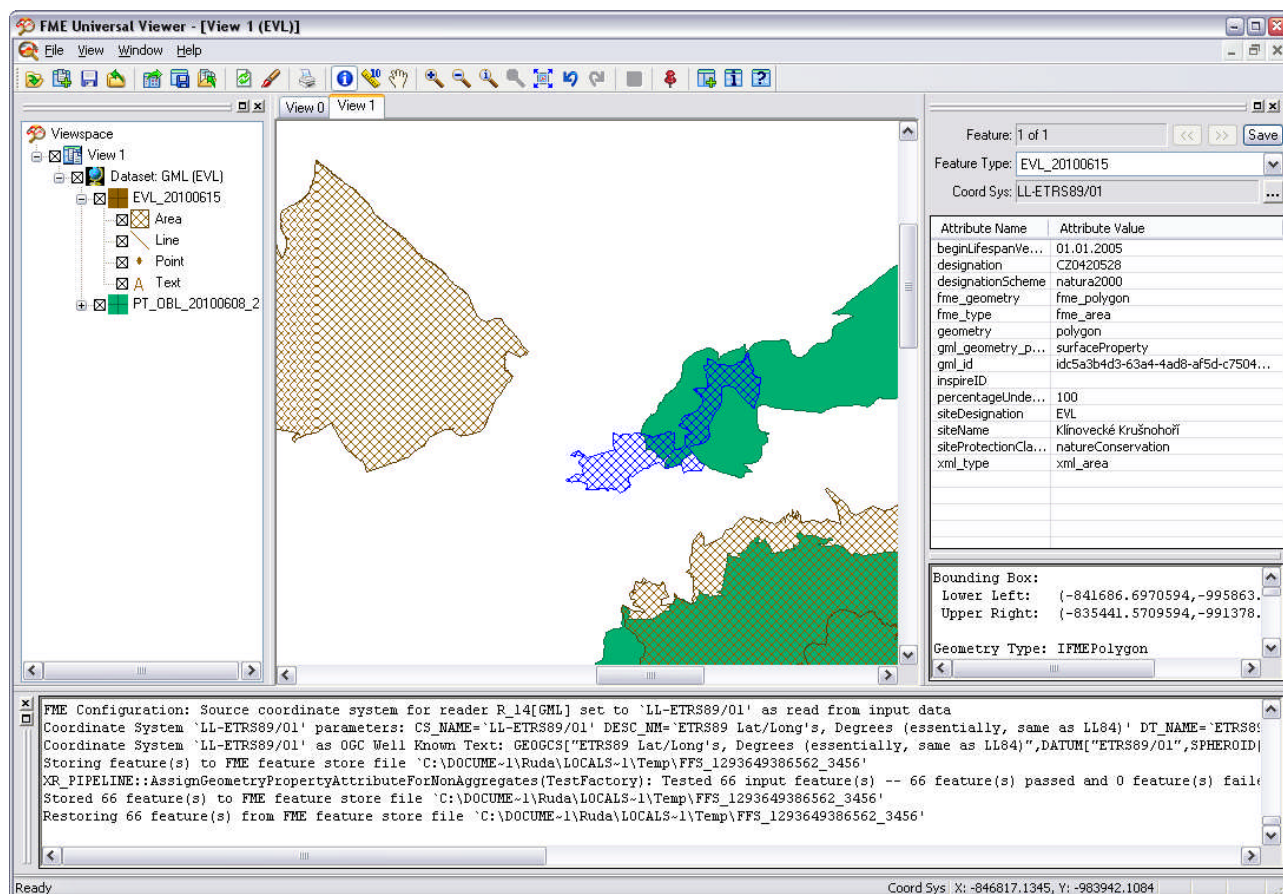 FME Universal Viewer - [View 1 (EVL)]
File View Window Help
View 0 View 1
Viewspace
View 1
Dataset: GML (EVL)
EVL_20100615
Area
Line
Point
Text
PT_OBL_20100608_2
Feature: 1 of 1 << >> Save
Feature Type: EVL_20100615
Coord Sys: LL-ETRS89/01 ...
Attribute Name Attribute Value
beginLifespanVe... 01.01.2005
designation CZ0420528
designationScheme natura2000
fme_geometry fme_polygon
fme_type fme_area
geometry polygon
gml_geometry_p... surfaceProperty
gml_id idc5a3b4d3-63a4-4ad8-af5d-c7504...
inspireID
percentageUnde... 100
siteDesignation EVL
siteName Klínovecké Krušnohoří
siteProtectionCla... natureConservation
xml_type xml_area
Bounding Box:
Lower Left: (-841686.6970594,-995863.
Upper Right: (-835441.5709594,-991378.
Geometry Type: IFMEPolygon
FME Configuration: Source coordinate system for reader R_14[GML] set to `LL-ETRS89/01' as read from input data
Coordinate System `LL-ETRS89/01' parameters: CS_NAME=`LL-ETRS89/01' DESC_NM=`ETRS89 Lat/Long's, Degrees (essentially, same as LL84)' DT_NAME=`ETRS89
Coordinate System `LL-ETRS89/01' as OGC Well Known Text: GEOGCS["ETRS89 Lat/Long's, Degrees (essentially, same as LL84)",DATUM["ETRS89/01",SPHEROID[
Storing feature(s) to FME feature store file `C:\DOCUME~1\Ruda\LOCALS~1\Temp\FFS_1293649386562_3456'
XR_PIPELINE::AssignGeometryPropertyAttributeForNonAggregates(TestFactory): Tested 66 input feature(s) -- 66 feature(s) passed and 0 feature(s) faile
Stored 66 feature(s) to FME feature store file `C:\DOCUME~1\Ruda\LOCALS~1\Temp\FFS_1293649386562_3456'
Restoring 66 feature(s) from FME feature store file `C:\DOCUME~1\Ruda\LOCALS~1\Temp\FFS_1293649386562_3456'
Ready Coord Sys X: -846817.1345, Y: -983942.1084